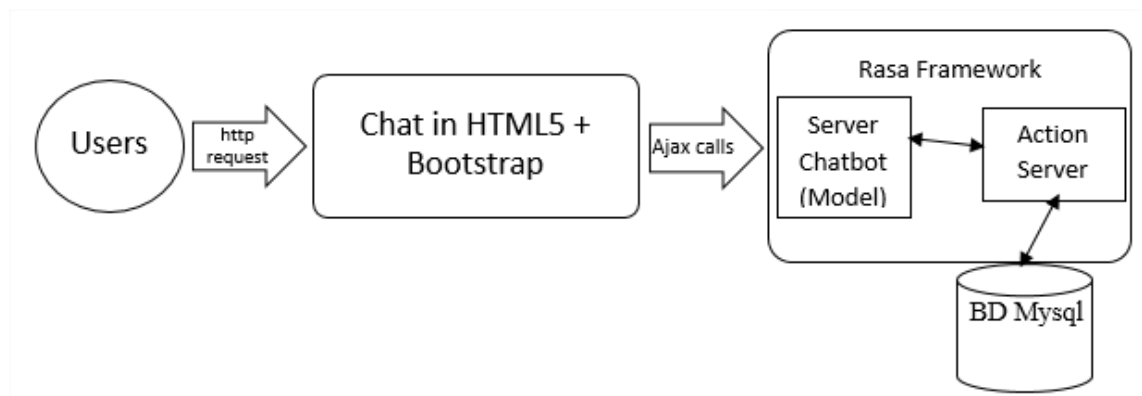 Users
http
request
Chat in HTML5 +
Bootstrap
Ajax calls
Rasa Framework
Server
Chatbot
(Model)
Action
Server
BD Mysql